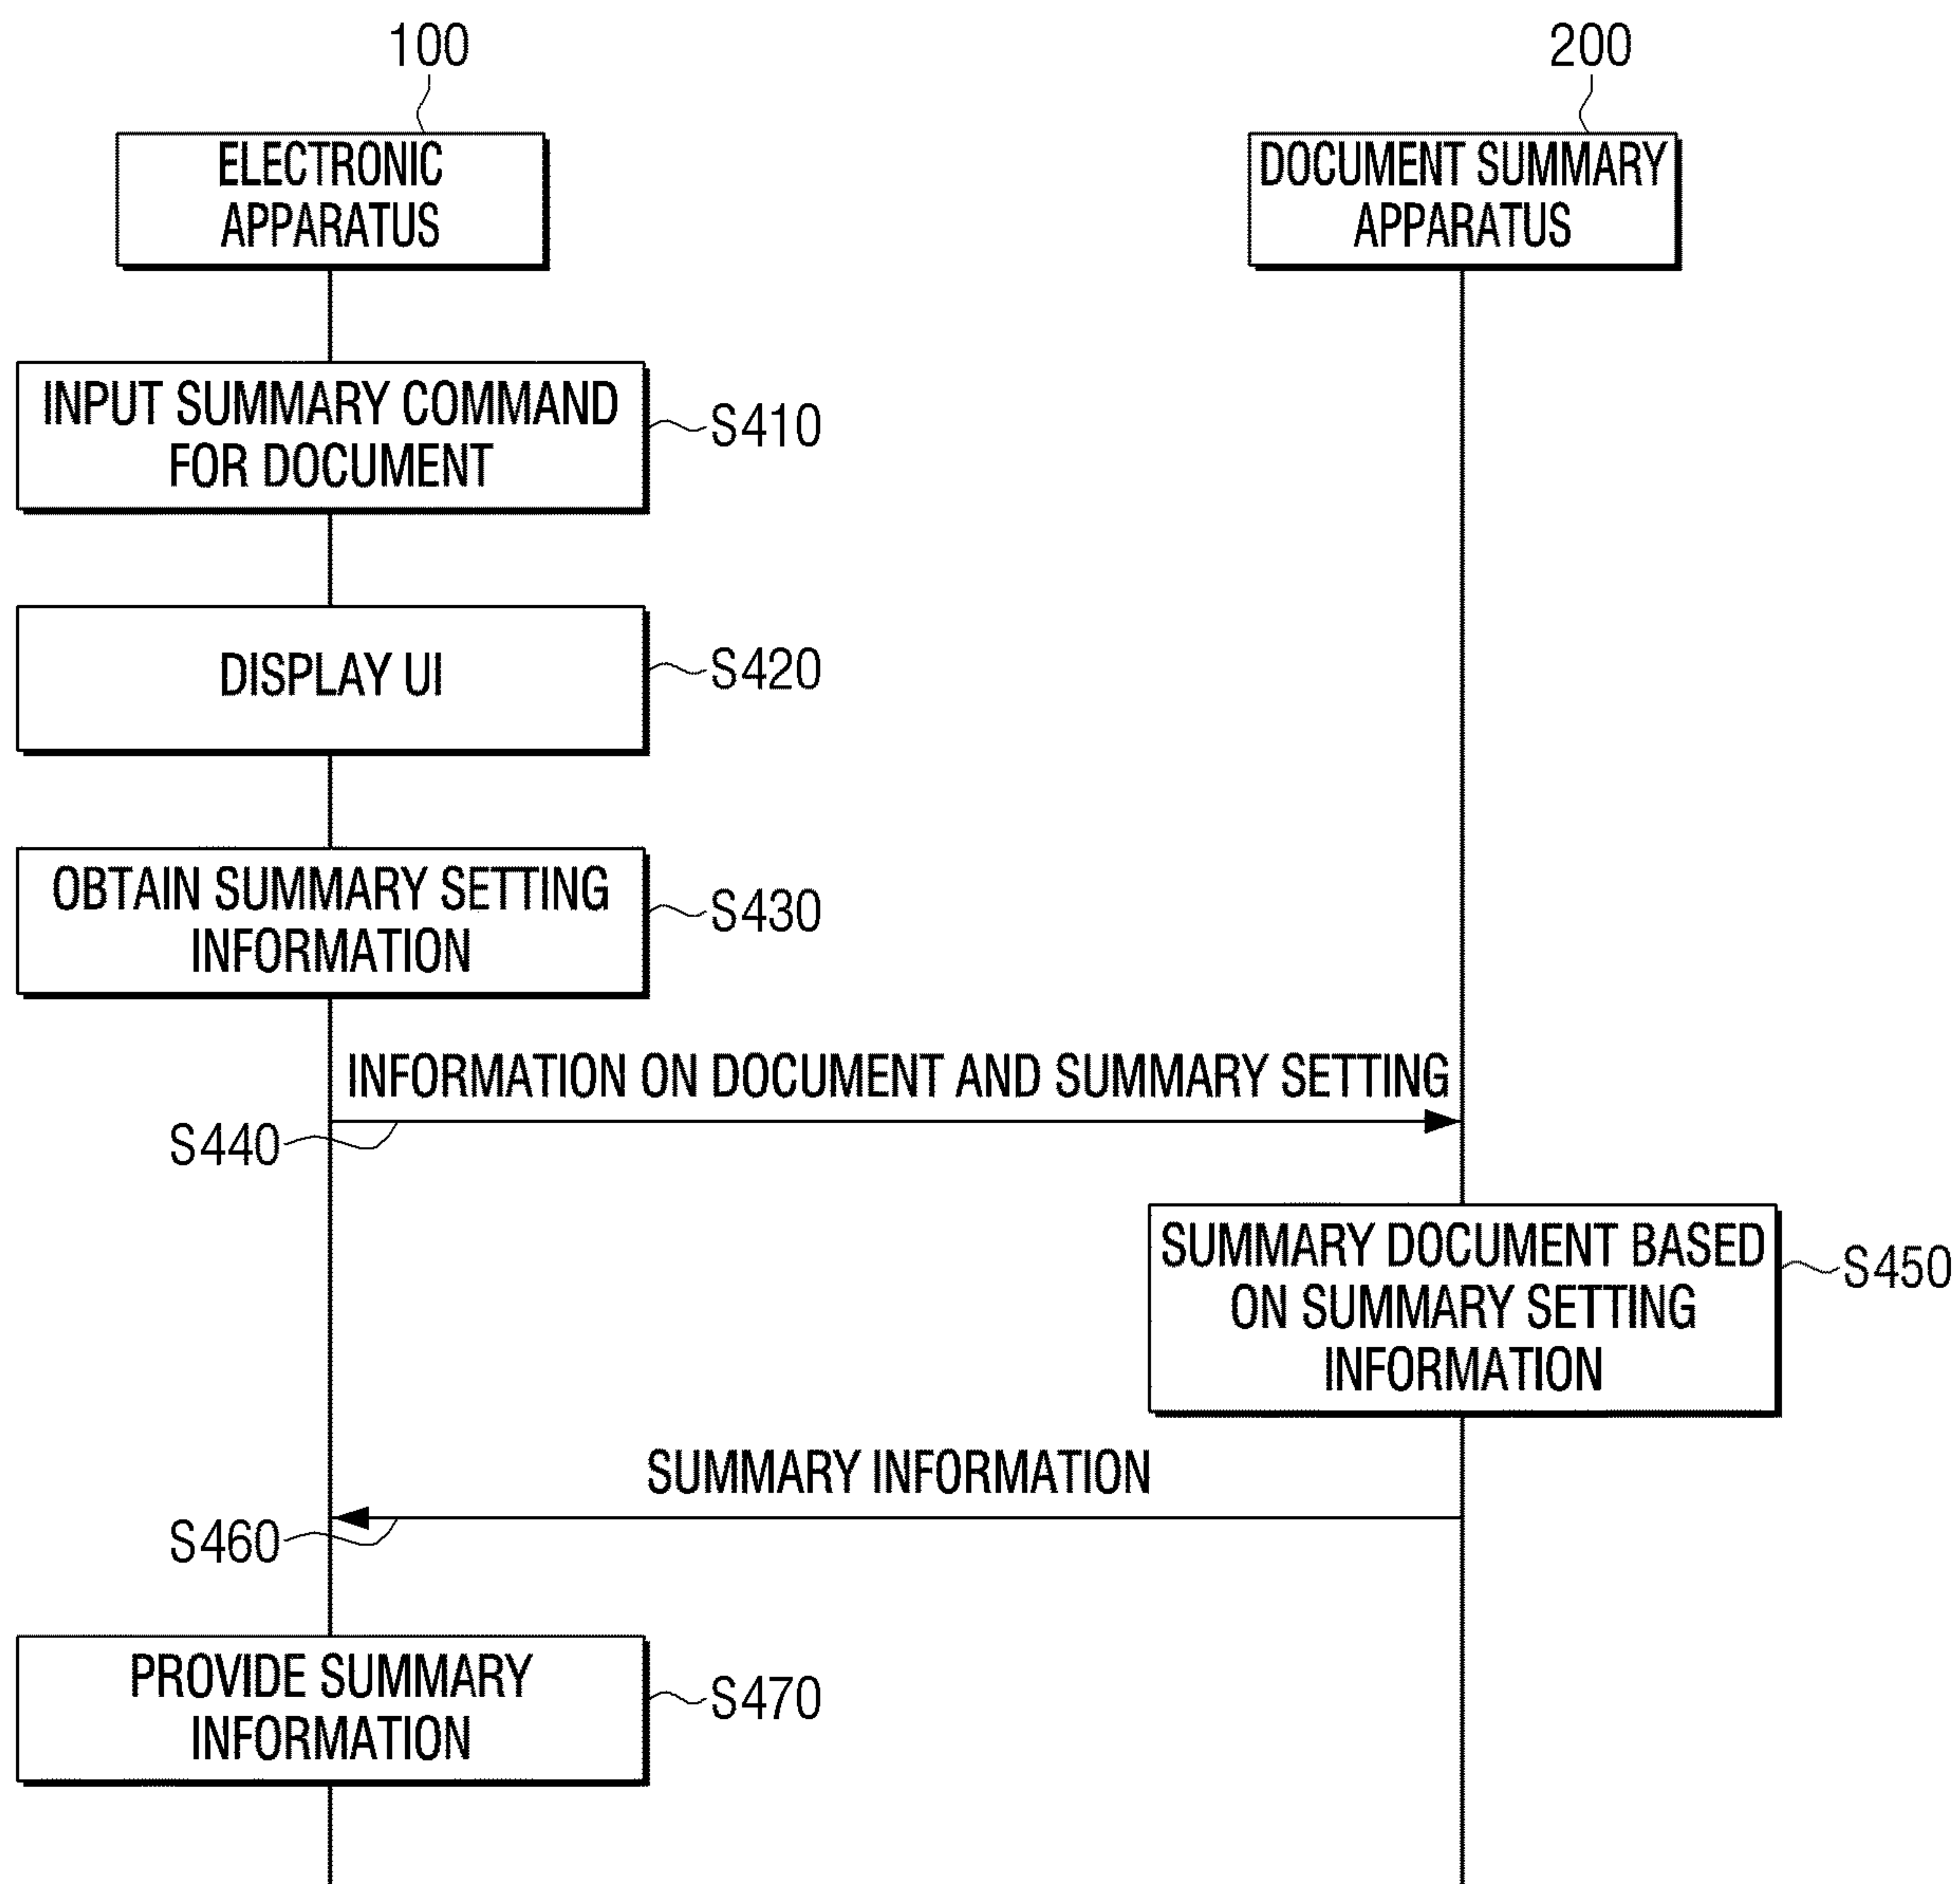 100
200
ELECTRONIC
APPARATUS
DOCUMENT SUMMARY
APPARATUS
INPUT SUMMARY COMMAND
FOR DOCUMENT
S410
DISPLAY UI
S420
OBTAIN SUMMARY SETTING
INFORMATION
S430
INFORMATION ON DOCUMENT AND SUMMARY SETTING
S440
SUMMARY DOCUMENT BASED
ON SUMMARY SETTING
INFORMATION
S450
SUMMARY INFORMATION
S460
PROVIDE SUMMARY
INFORMATION
S470